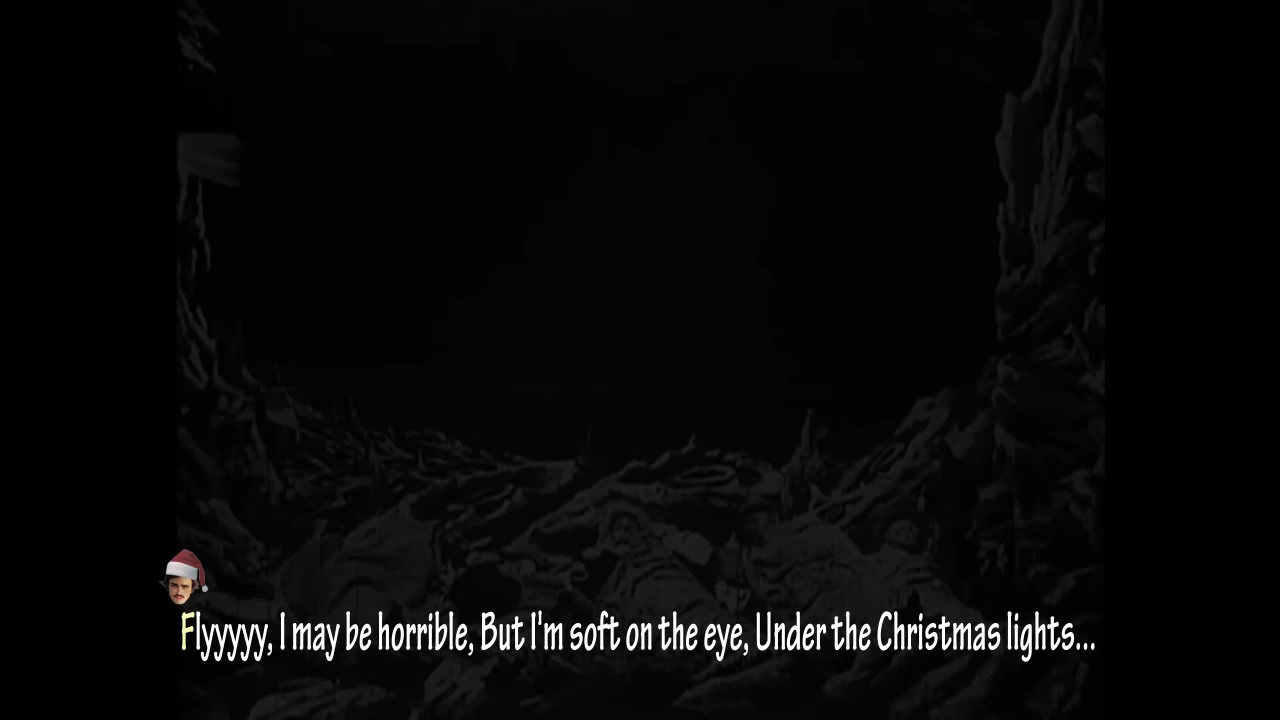 Flyyyyy, I may be horrible, But I'm soft on the eye, Under the Christmas lights...